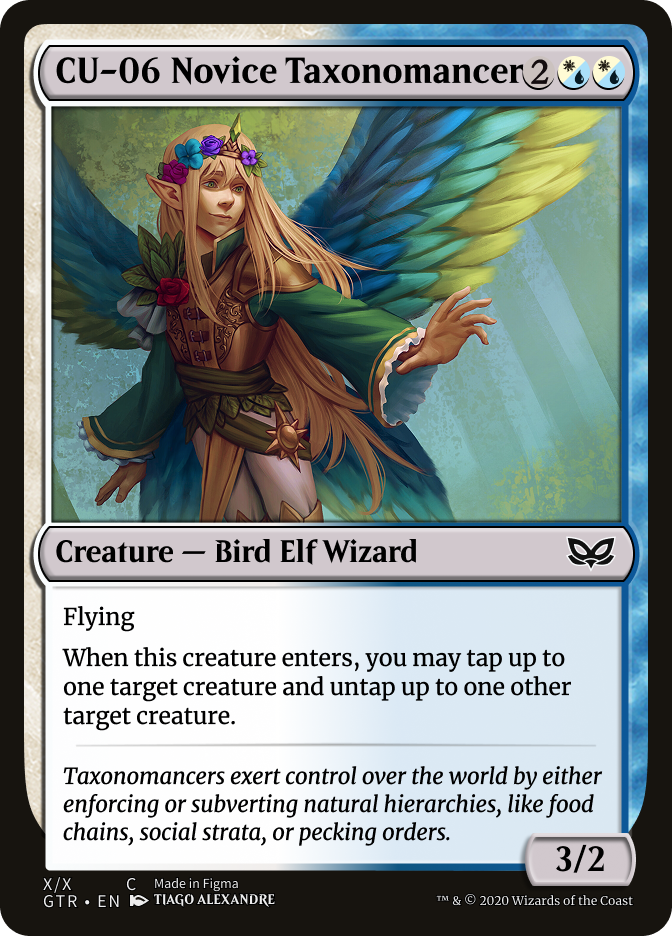 CU-06 Novice Taxonomancer 2
Creature — Bird Elf Wizard
Flying
When this creature enters, you may tap up to
one target creature and untap up to one other
target creature.
Taxonomancers exert control over the world by either
enforcing or subverting natural hierarchies, like food
chains, social strata, or pecking orders.
3/2
X/X C Made in Figma
GTR • EN TIAGO ALEXANDRE ™ & © 2020 Wizards of the Coast